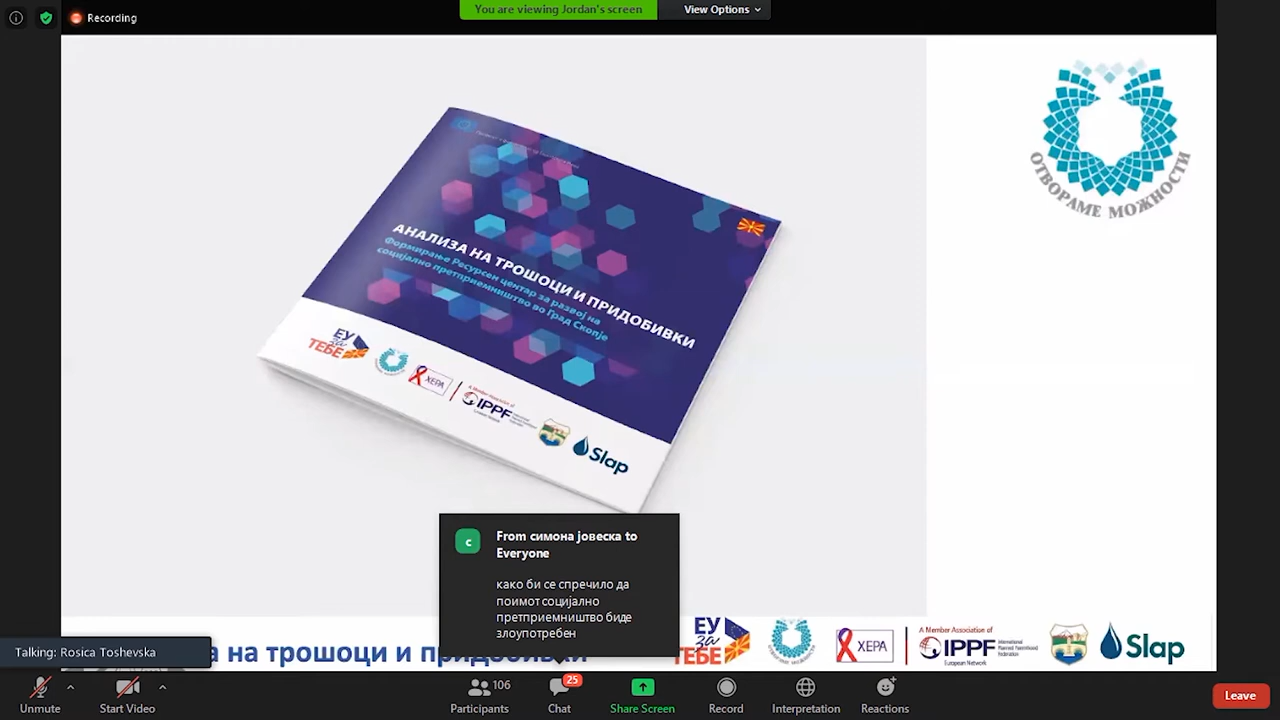 Recording
You are viewing Jordan's screen
View Options
ОТВОРАМЕ МОЖНОСТИ
АНАЛИЗА НА ТРОШОЦИ И ПРИДОБИВКИ
Формирање Ресурсен центар за развој на
социјално претприемништво во Град Скопје
ЕУ
за
ТЕБЕ
ХЕРА
A Member Association of
IPPF
Slap
c
From симона јовеска to
Everyone
како би се спречило да
поимот социјално
претприемништво биде
злоупотребен
Talking: Rosica Toshevska
а на трошоци и придобивки
ЕУ
за
ТЕБЕ
ХЕРА
A Member Association of
IPPF
International
Planned Parenthood
Federation
European Network
Slap
Unmute
Start Video
106
Participants
25
Chat
Share Screen
Record
Interpretation
Reactions
Leave